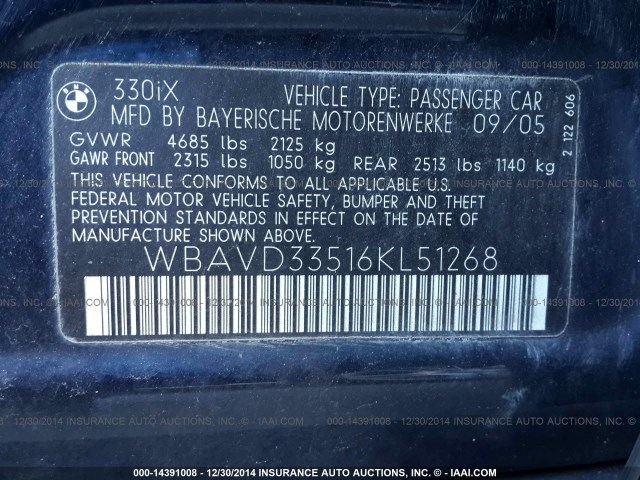 BMW
330iX VEHICLE TYPE: PASSENGER CAR
MFD BY BAYERISCHE MOTORENWERKE 09/05
GVWR 4685 lbs 2125 kg
GAWR FRONT 2315 lbs 1050 kg REAR 2513 lbs 1140 kg
THIS VEHICLE CONFORMS TO ALL APPLICABLE U.S.
FEDERAL MOTOR VEHICLE SAFETY, BUMPER AND THEFT
PREVENTION STANDARDS IN EFFECT ON THE DATE OF
MANUFACTURE SHOWN ABOVE.
WBAVD33516KL51268
2 122 606
000-14391008 - 12/30/2014 INSURANCE AUTO AUCTIONS, INC. © - IAAI.COM